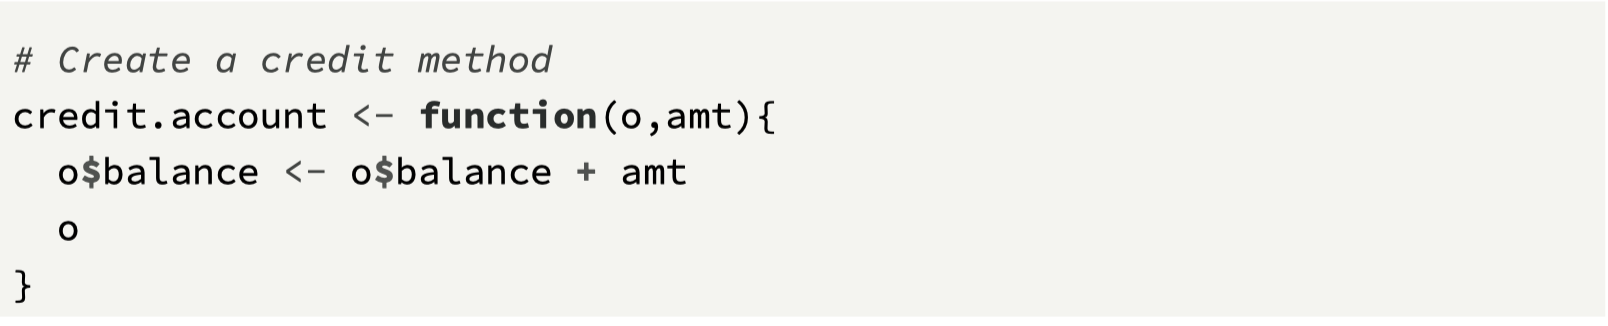 # Create a credit method
credit.account <- function(o,amt){
  o$balance <- o$balance + amt
  o
}